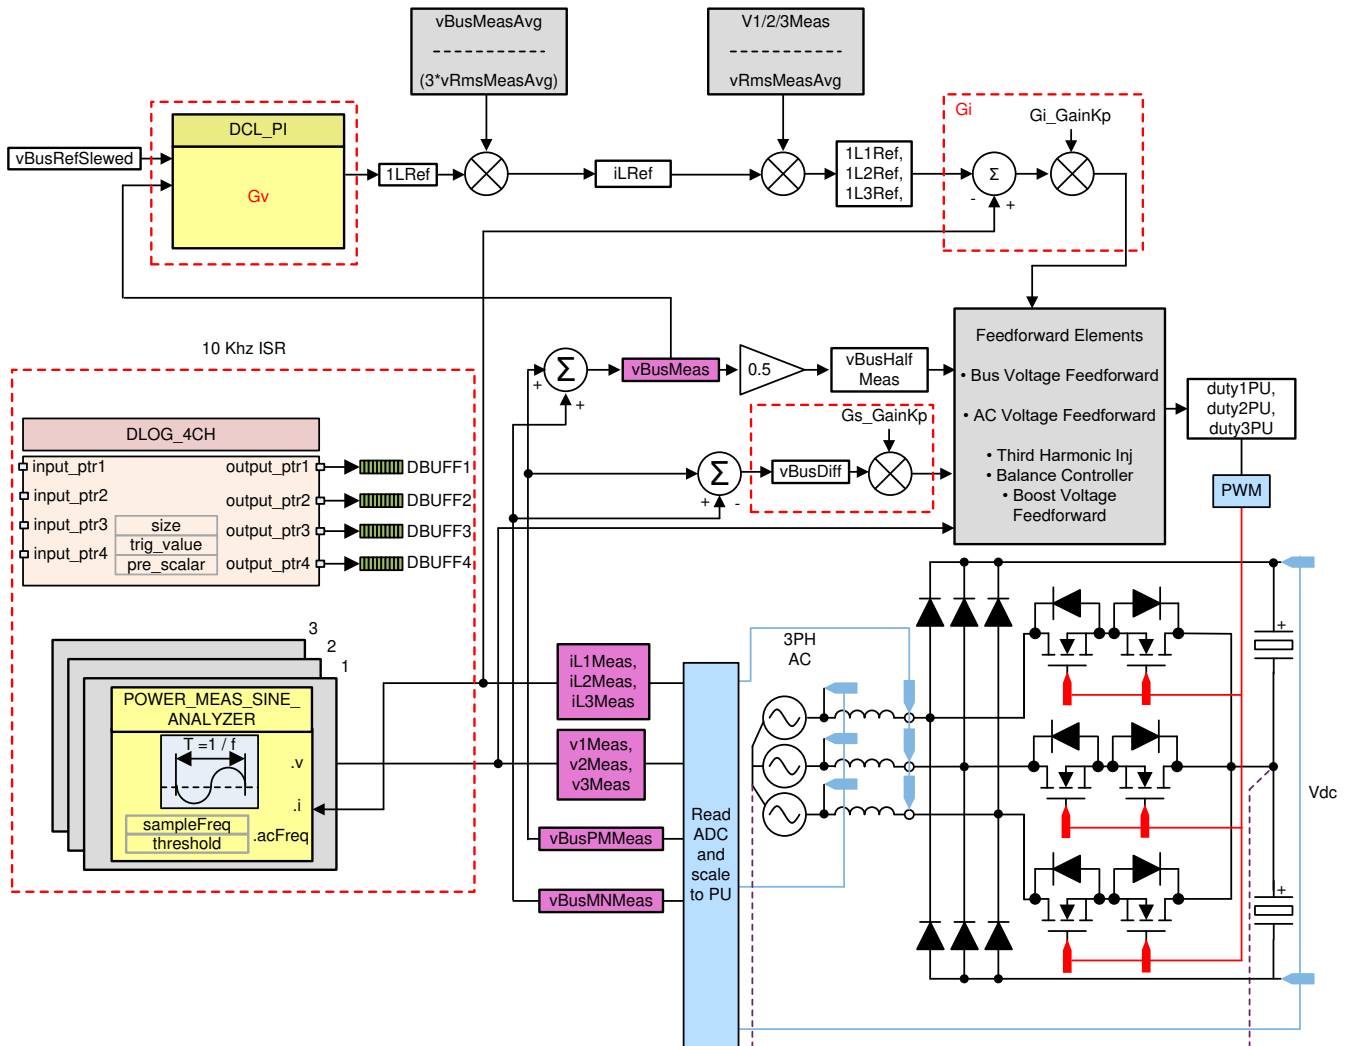 vBusMeasAvg
(3*vRmsMeasAvg)
V1/2/3Meas
vRmsMeasAvg
DCL_PI
Gv
vBusRefSlewed
1LRef
iLRef
1L1Ref,
1L2Ref,
1L3Ref,
Gi
Gi_GainKp
Σ
-
+
10 Khz ISR
DLOG_4CH
input_ptr1
input_ptr2
input_ptr3
input_ptr4
size
trig_value
pre_scalar
output_ptr1
output_ptr2
output_ptr3
output_ptr4
DBUFF1
DBUFF2
DBUFF3
DBUFF4
Σ
+
+
vBusMeas
0.5
vBusHalf
Meas
Gs_GainKp
Σ
+
-
vBusDiff
Feedforward Elements
• Bus Voltage Feedforward
• AC Voltage Feedforward
• Third Harmonic Inj
• Balance Controller
• Boost Voltage
Feedforward
duty1PU,
duty2PU,
duty3PU
PWM
3
2
1
POWER_MEAS_SINE_
ANALYZER
T =1 / f
.v
.i
.acFreq
sampleFreq
threshold
iL1Meas,
iL2Meas,
iL3Meas
v1Meas,
v2Meas,
v3Meas
vBusPMMeas
vBusMNMeas
Read
ADC
and
scale
to PU
3PH
AC
+
+
Vdc